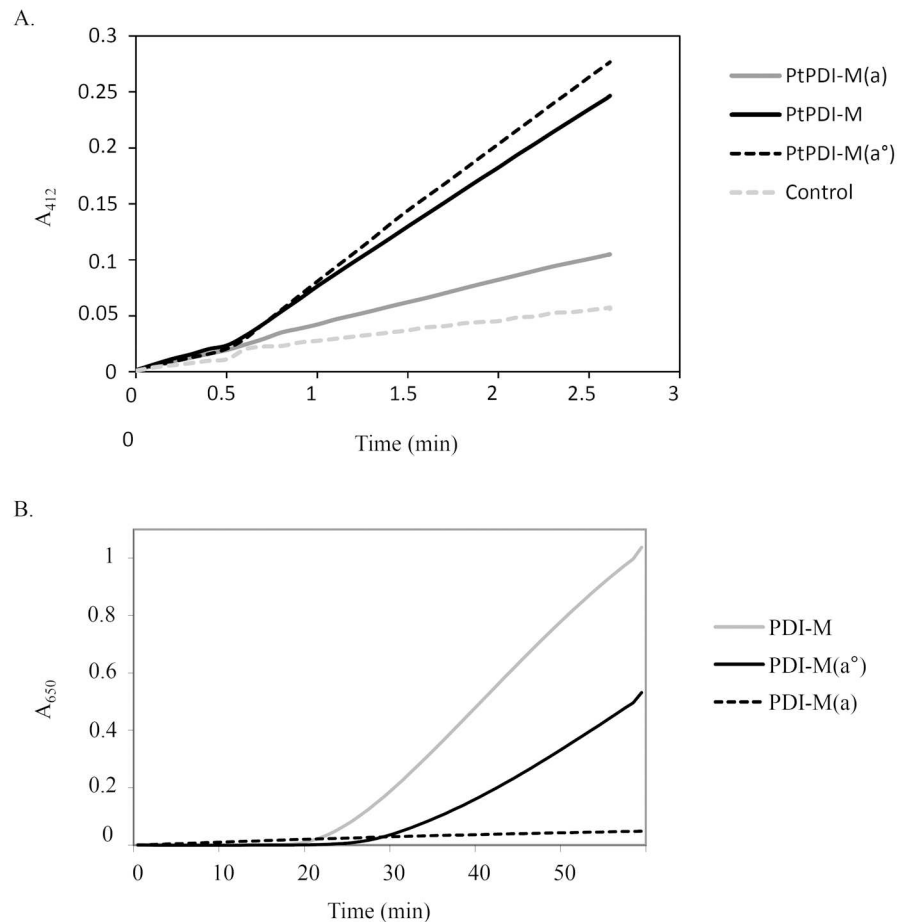 A.
0.3
0.25
0.2
0.15
0.1
0.05
0
A412
0 0.5 1 1.5 2 2.5 3
0
Time (min)
PtPDI-M(a)
PtPDI-M
PtPDI-M(a°)
Control
B.
1
0.8
0.6
0.4
0.2
0
A650
0 10 20 30 40 50
Time (min)
PDI-M
PDI-M(a°)
PDI-M(a)